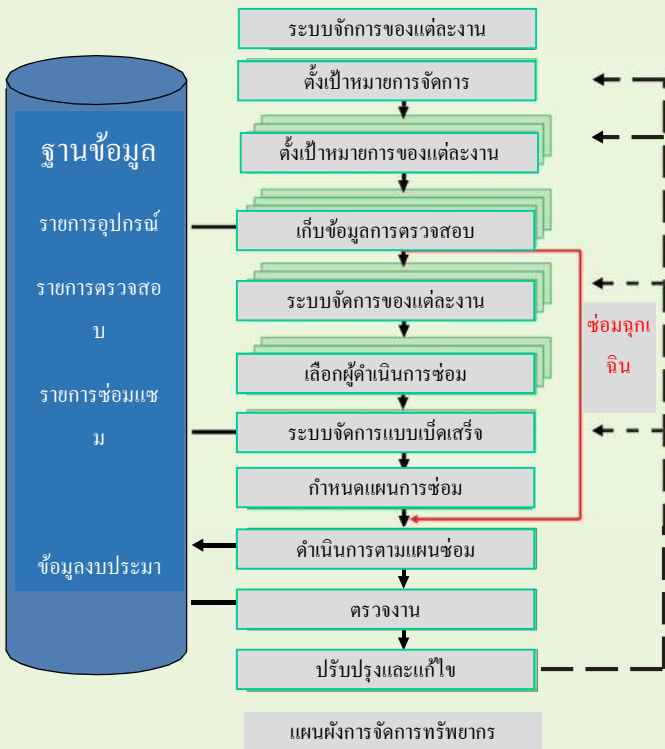 ระบบจักการของแต่ละงาน
ตั้งเป้าหมายการจัดการ
ตั้งเป้าหมายการของแต่ละงาน
เก็บข้อมูลการตรวจสอบ
ระบบจัดการของแต่ละงาน
เลือกผู้ดำเนินการซ่อม
ระบบจัดการแบบเบ็ดเสร็จ
กำหนดแผนการซ่อม
ดำเนินการตามแผนซ่อม
ตรวจงาน
ปรับปรุงและแก้ไข
แผนผังการจัดการทรัพยากร
ฐานข้อมูล
รายการอุปกรณ์
รายการตรวจสอ
บ
รายการซ่อมแซ
ม
ข้อมูลงบประมา
ซ่อมฉุกเ
ฉิน